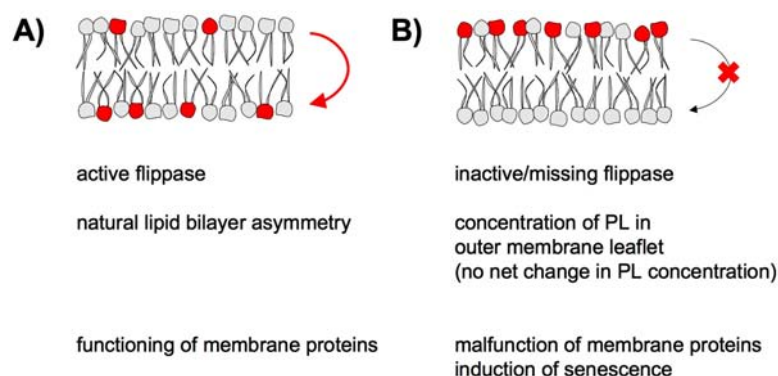 A)
B)
active flippase
inactive/missing flippase
natural lipid bilayer asymmetry
concentration of PL in
outer membrane leaflet
(no net change in PL concentration)
functioning of membrane proteins
malfunction of membrane proteins
induction of senescence